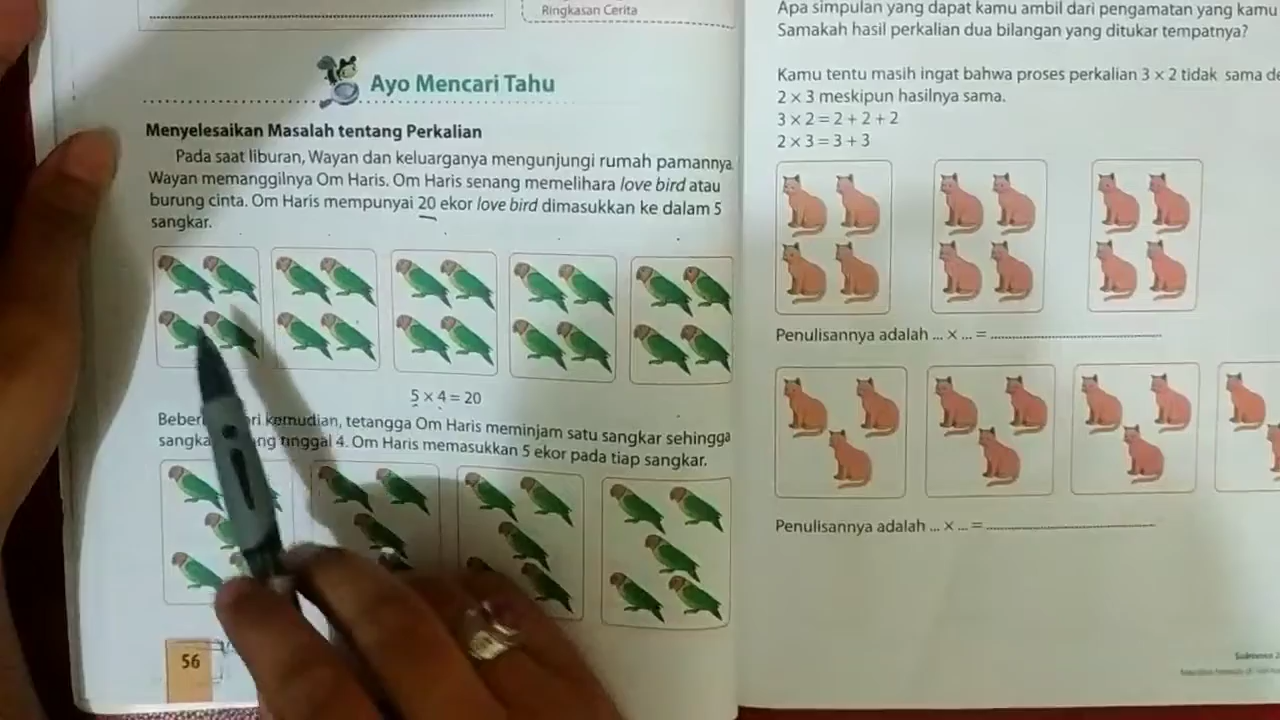 Ringkasan Cerita
Ayo Mencari Tahu
Menyelesaikan Masalah tentang Perkalian
Pada saat liburan, Wayan dan keluarganya mengunjungi rumah pamannya
Wayan memanggilnya Om Haris. Om Haris senang memelihara love bird atau
burung cinta. Om Haris mempunyai 20 ekor love bird dimasukkan ke dalam 5
sangkar.
5 × 4 = 20
kemudian, tetangga Om Haris meminjam satu sangkar sehingga
tinggal 4. Om Haris memasukkan 5 ekor pada tiap sangkar.
56
Apa simpulan yang dapat kamu ambil dari pengamatan yang kamu
Samakah hasil perkalian dua bilangan yang ditukar tempatnya?
Kamu tentu masih ingat bahwa proses perkalian 3 × 2 tidak sama
2 × 3 meskipun hasilnya sama.
3 × 2 = 2 + 2 + 2
2 × 3 = 3 + 3
Penulisannya adalah ... × ... =
Penulisannya adalah ... × ... =